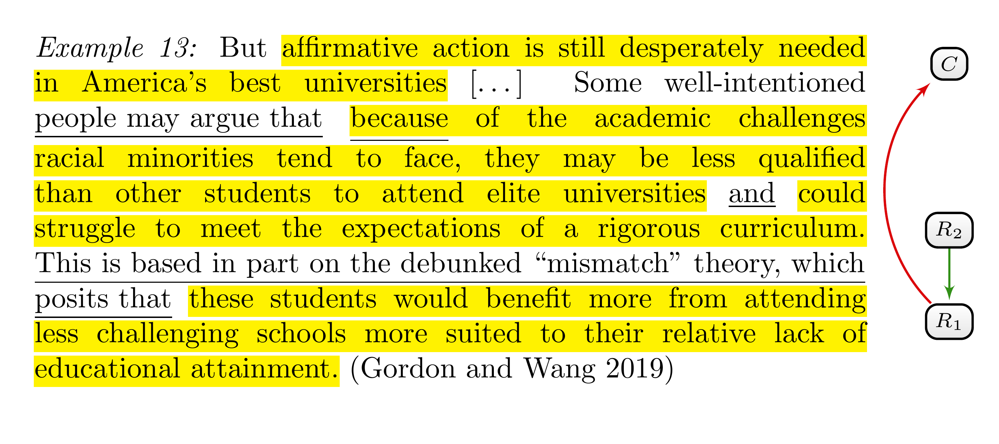 Example 13: But affirmative action is still desperately needed
in America's best universities [...] Some well-intentioned
people may argue that because of the academic challenges
racial minorities tend to face, they may be less qualified
than other students to attend elite universities and could
struggle to meet the expectations of a rigorous curriculum.
This is based in part on the debunked “mismatch” theory, which
posits that these students would benefit more from attending
less challenging schools more suited to their relative lack of
educational attainment. (Gordon and Wang 2019)
C
R2
R1